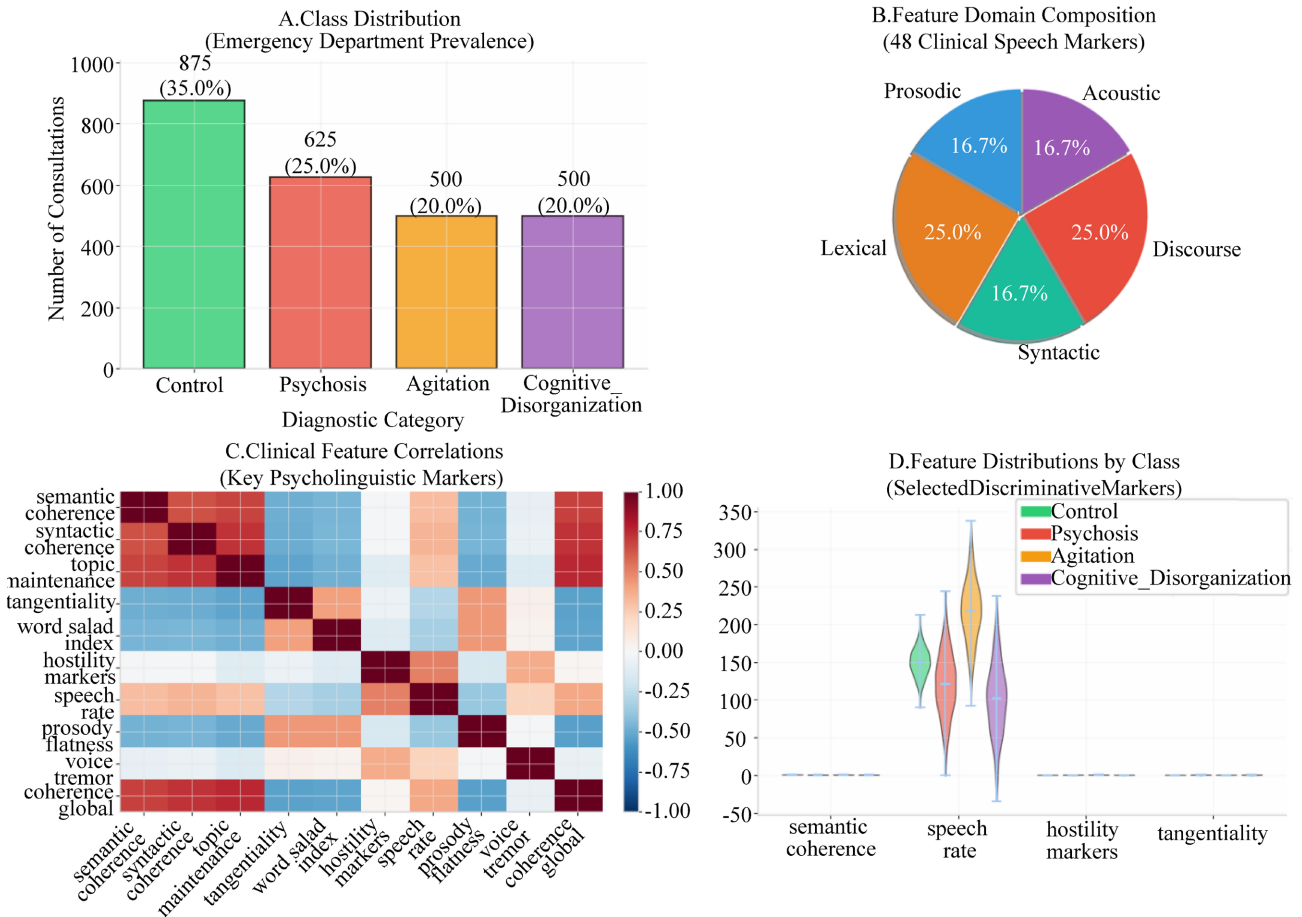 A.Class Distribution
(Emergency Department Prevalence)
Number of Consultations
1000
800
600
400
200
0
875
(35.0%)
625
(25.0%)
500
(20.0%)
500
(20.0%)
Control
Psychosis
Agitation
Cognitive_
Disorganization
Diagnostic Category
B.Feature Domain Composition
(48 Clinical Speech Markers)
Prosodic
Acoustic
Lexical
Discourse
Syntactic
16.7%
16.7%
25.0%
25.0%
16.7%
C.Clinical Feature Correlations
(Key Psycholinguistic Markers)
semantic
coherence
syntactic
coherence
topic
maintenance
tangentiality
word salad
index
hostility
markers
speech
rate
prosody
flatness
voice
tremor
coherence
global
semantic
coherence
syntactic
coherence
topic
maintenance
tangentiality
word salad
index
hostility
markers
speech
rate
prosody
flatness
voice
tremor
coherence
global
1.00
0.75
0.50
0.25
0.00
-0.25
-0.50
-0.75
-1.00
D.Feature Distributions by Class
(SelectedDiscriminativeMarkers)
Control
Psychosis
Agitation
Cognitive_Disorganization
350
300
250
200
150
100
50
0
-50
semantic
coherence
speech
rate
hostility
markers
tangentiality